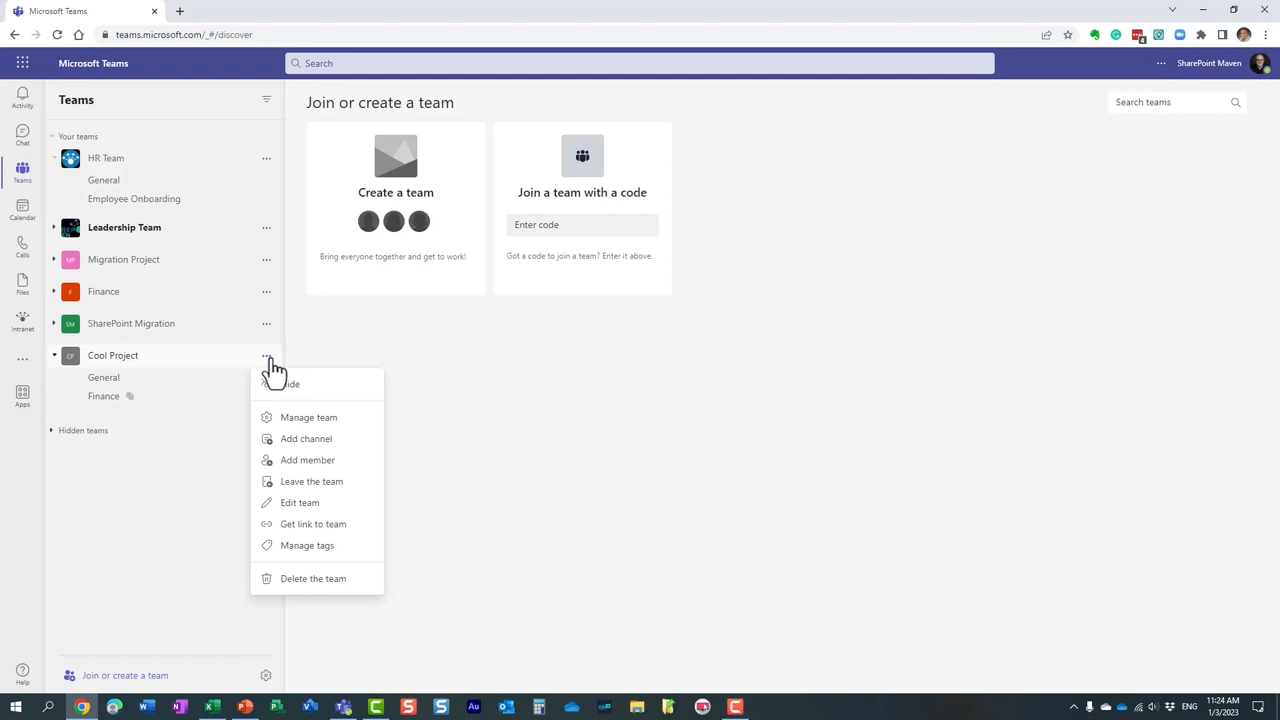 Microsoft Teams
teams.microsoft.com/_#/discover
4
Microsoft Teams
Search
SharePoint Maven
Activity
Chat
Teams
Calendar
Calls
Files
Intranet
Apps
Help
Teams
Your teams
HR Team
General
Employee Onboarding
Leadership Team
MP Migration Project
F Finance
SM SharePoint Migration
CP Cool Project
General
Finance
Hidden teams
Manage team
Add channel
Add member
Leave the team
Edit team
Get link to team
Manage tags
Delete the team
Join or create a team
Join or create a team
Search teams
Create a team
Bring everyone together and get to work!
Join a team with a code
Enter code
Got a code to join a team? Enter it above.
11:24 AM
1/3/2023